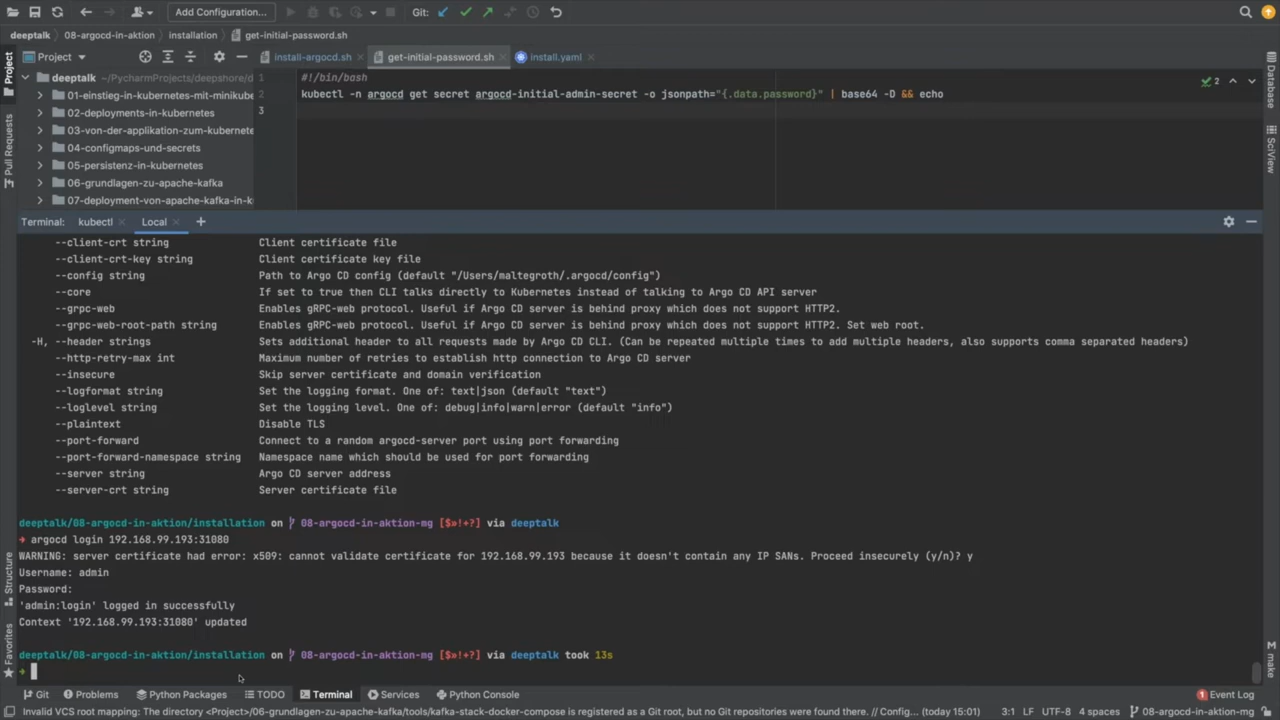 Add Configuration...
Git:
deeptalk
08-argocd-in-aktion
installation
get-initial-password.sh
Project
install-argocd.sh
get-initial-password.sh
install.yaml
Project
Pull Requests
Structure
Favorites
Database
SciView
make
deeptalk ~/PycharmProjects/deepshore/d
01-einstieg-in-kubernetes-mit-minikube
02-deployments-in-kubernetes
03-von-der-applikation-zum-kubernete
04-configmaps-und-secrets
05-persistenz-in-kubernetes
06-grundlagen-zu-apache-kafka
07-deployment-von-apache-kafka-in-ku
1 #!/bin/bash
2 kubectl -n argocd get secret argocd-initial-admin-secret -o jsonpath="{.data.password}" | base64 -D && echo
3
2
Terminal: kubectl Local
--client-crt string Client certificate file
--client-crt-key string Client certificate key file
--config string Path to Argo CD config (default "/Users/maltegroth/.argocd/config")
--core If set to true then CLI talks directly to Kubernetes instead of talking to Argo CD API server
--grpc-web Enables gRPC-web protocol. Useful if Argo CD server is behind proxy which does not support HTTP2.
--grpc-web-root-path string Enables gRPC-web protocol. Useful if Argo CD server is behind proxy which does not support HTTP2. Set web root.
-H, --header strings Sets additional header to all requests made by Argo CD CLI. (Can be repeated multiple times to add multiple headers, also supports comma separated headers)
--http-retry-max int Maximum number of retries to establish http connection to Argo CD server
--insecure Skip server certificate and domain verification
--logformat string Set the logging format. One of: text|json (default "text")
--loglevel string Set the logging level. One of: debug|info|warn|error (default "info")
--plaintext Disable TLS
--port-forward Connect to a random argocd-server port using port forwarding
--port-forward-namespace string Namespace name which should be used for port forwarding
--server string Argo CD server address
--server-crt string Server certificate file
deeptalk/08-argocd-in-aktion/installation on 08-argocd-in-aktion-mg [$»!+?] via deeptalk
➜ argocd login 192.168.99.193:31080
WARNING: server certificate had error: x509: cannot validate certificate for 192.168.99.193 because it doesn't contain any IP SANs. Proceed insecurely (y/n)? y
Username: admin
Password:
'admin:login' logged in successfully
Context '192.168.99.193:31080' updated
deeptalk/08-argocd-in-aktion/installation on 08-argocd-in-aktion-mg [$»!+?] via deeptalk took 13s
➜
Git Problems Python Packages TODO Terminal Services Python Console 1 Event Log
Invalid VCS root mapping: The directory <Project>/06-grundlagen-zu-apache-kafka/tools/kafka-stack-docker-compose is registered as a Git root, but no Git repositories were found there. // Config... (today 15:01) 3:1 LF UTF-8 4 spaces 08-argocd-in-aktion-mg